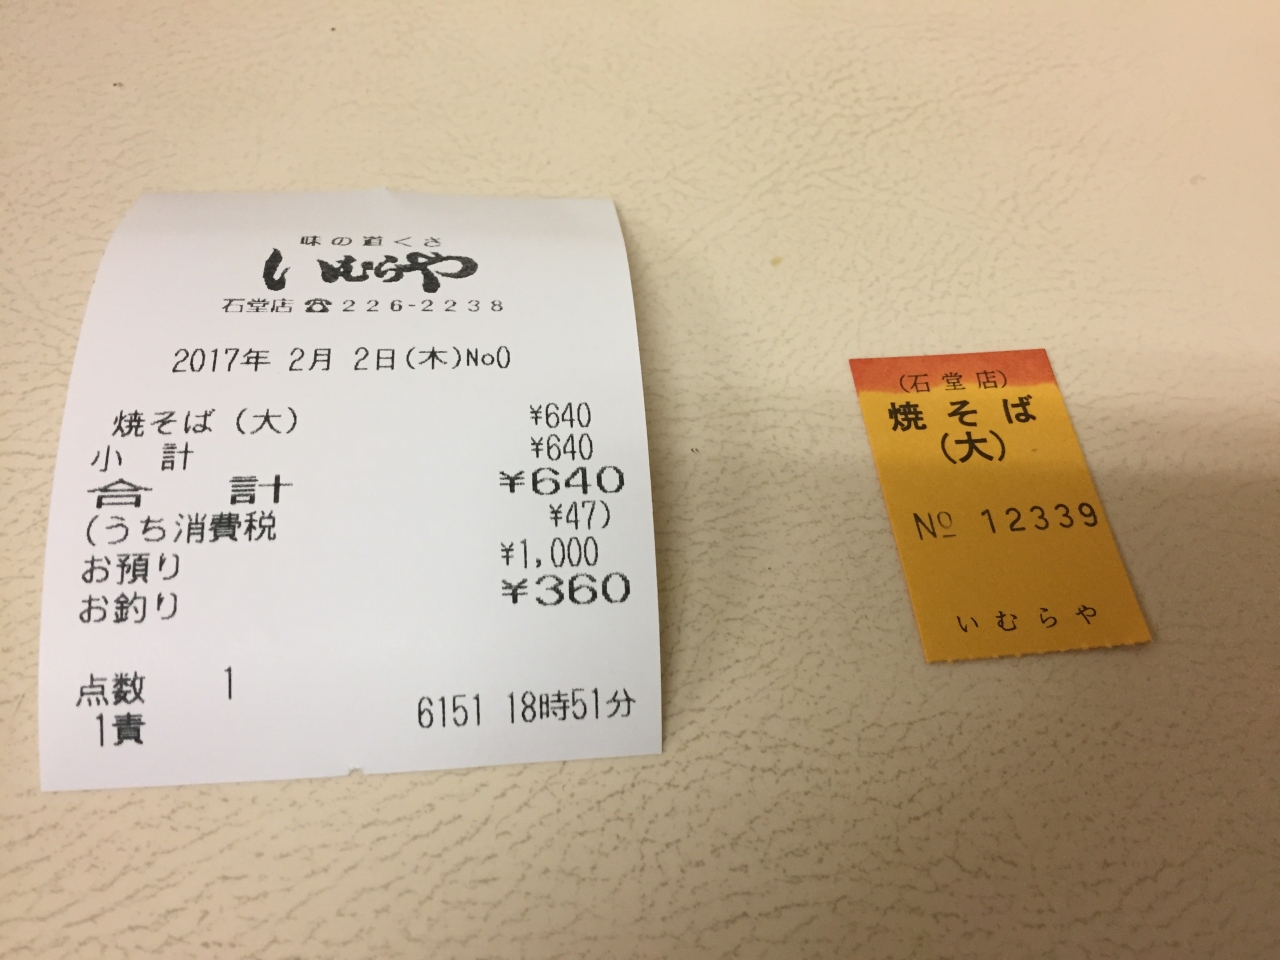 味の道くさ
いむらや
石堂店 ☎226-2238
2017年 2月 2日(木)No0
焼そば(大) ¥640
小 計 ¥640
合 計 ¥640
(うち消費税 ¥47)
お預り ¥1,000
お釣り ¥360
点数 1
1責 6151 18時51分
(石堂店)
焼そば
(大)
№ 12339
いむらや